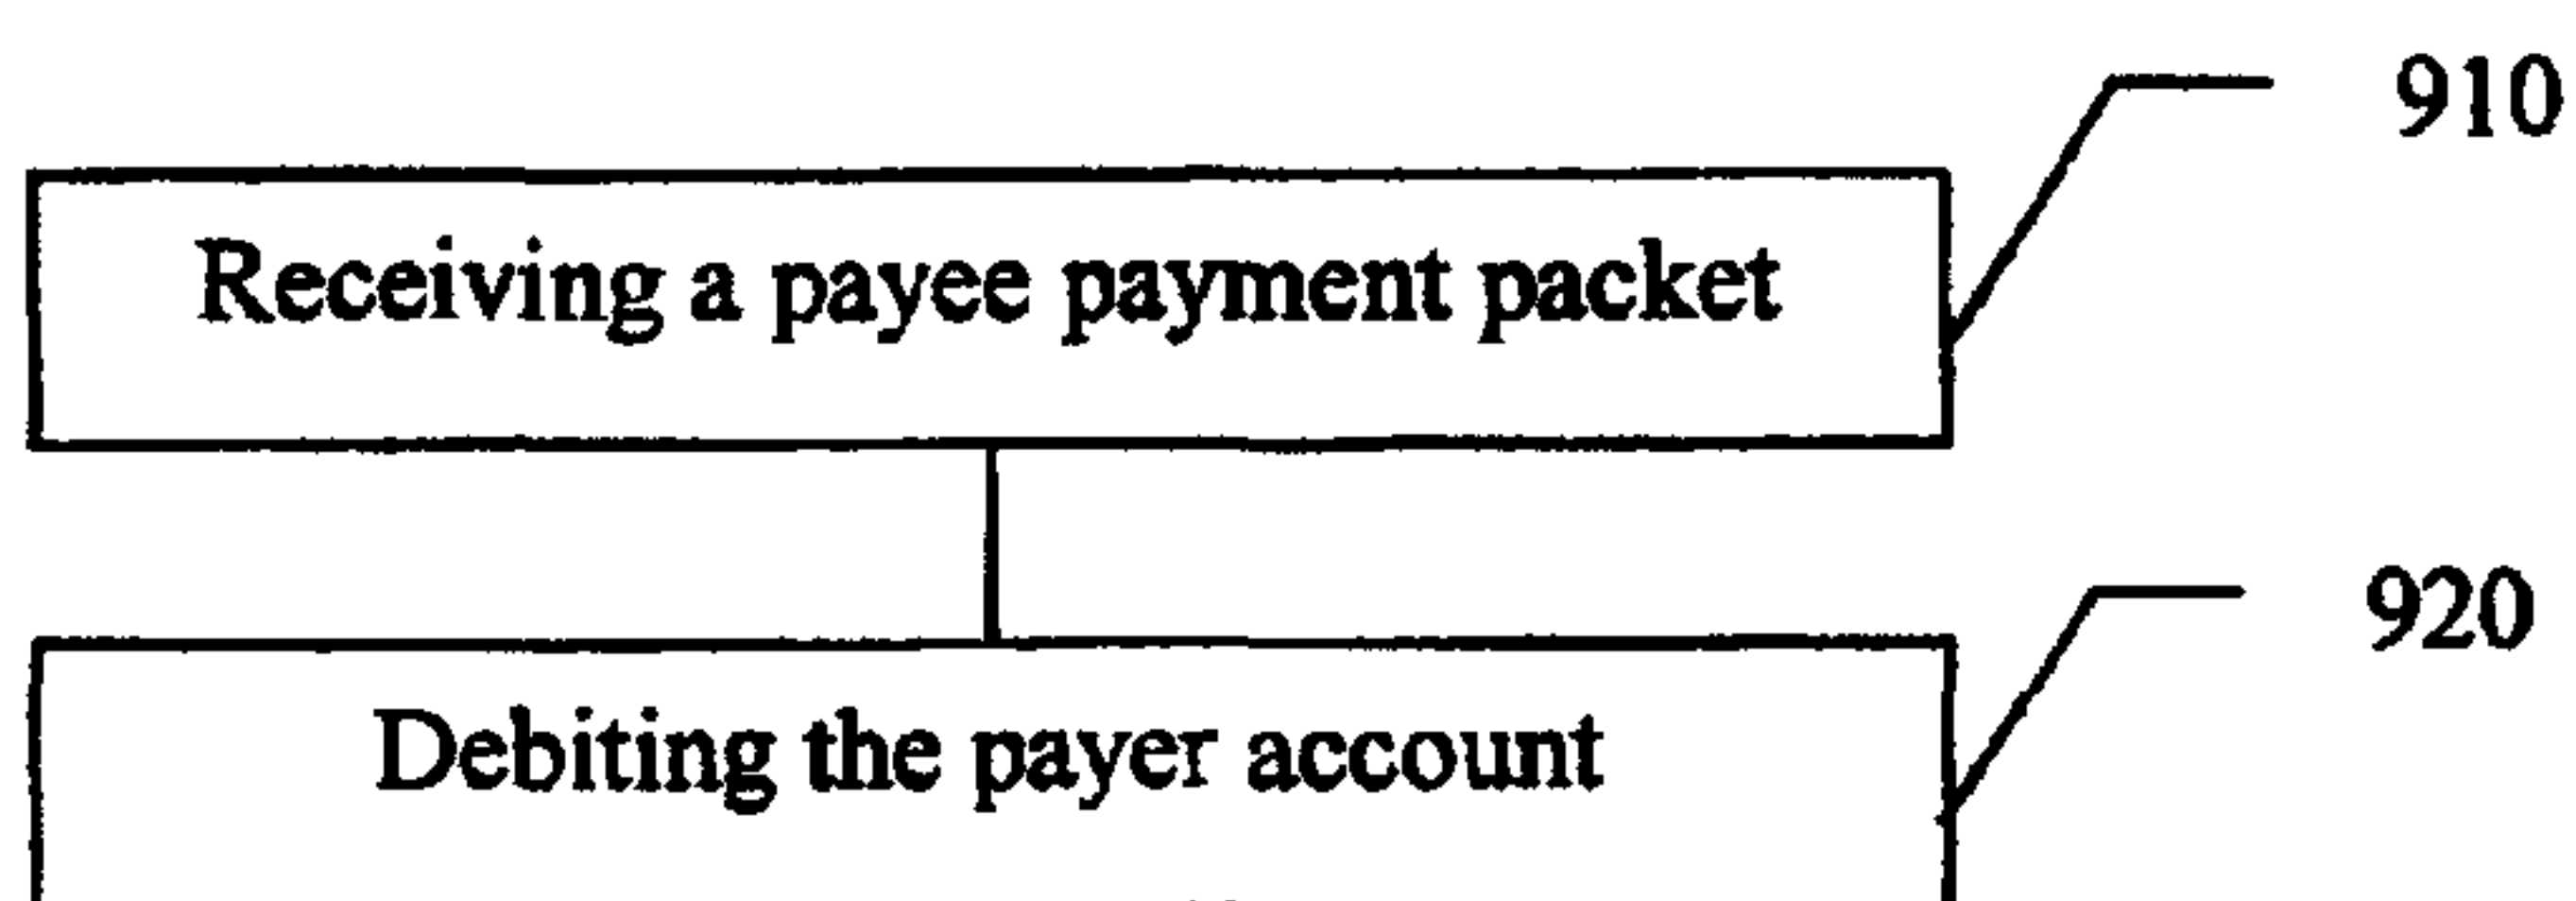 910
Receiving a payee payment packet
920
Debiting the payer account